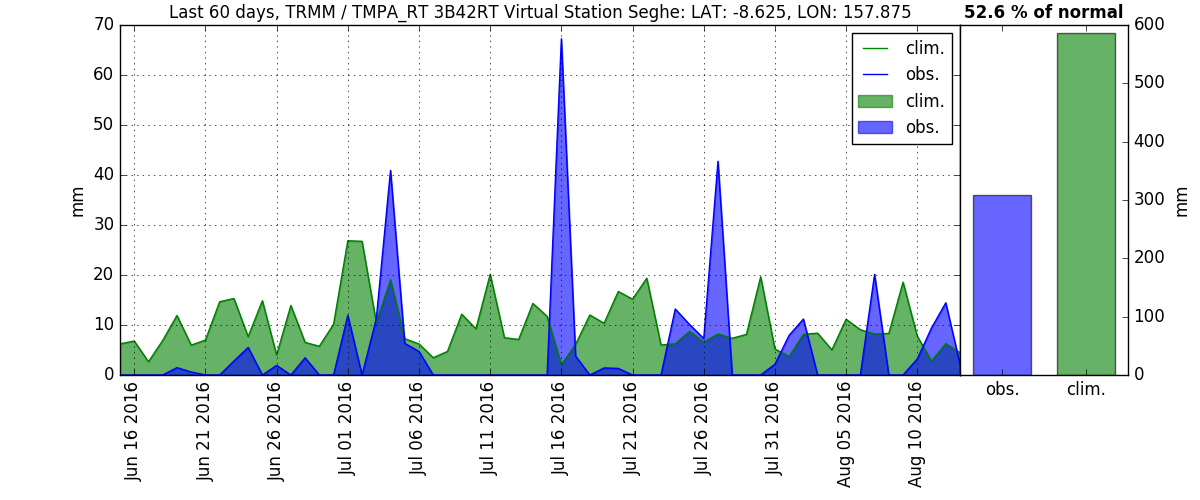 Last 60 days, TRMM / TMPA_RT 3B42RT Virtual Station Seghe: LAT: -8.625, LON: 157.875
52.6 % of normal
70
60
50
40
30
20
10
0
mm
clim.
obs.
clim.
obs.
600
500
400
300
200
100
0
mm
obs.
clim.
Jun 16 2016
Jun 21 2016
Jun 26 2016
Jul 01 2016
Jul 06 2016
Jul 11 2016
Jul 16 2016
Jul 21 2016
Jul 26 2016
Jul 31 2016
Aug 05 2016
Aug 10 2016